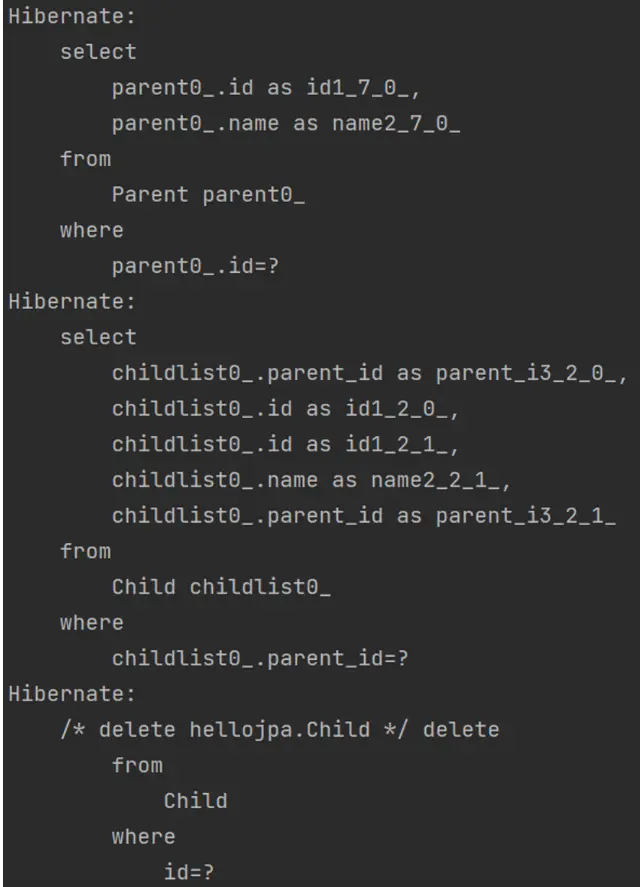 Hibernate:
    select
        parent0_.id as id1_7_0_,
        parent0_.name as name2_7_0_
    from
        Parent parent0_
    where
        parent0_.id=?
Hibernate:
    select
        childlist0_.parent_id as parent_i3_2_0_,
        childlist0_.id as id1_2_0_,
        childlist0_.id as id1_2_1_,
        childlist0_.name as name2_2_1_,
        childlist0_.parent_id as parent_i3_2_1_
    from
        Child childlist0_
    where
        childlist0_.parent_id=?
Hibernate:
    /* delete hellojpa.Child */ delete
        from
            Child
        where
            id=?